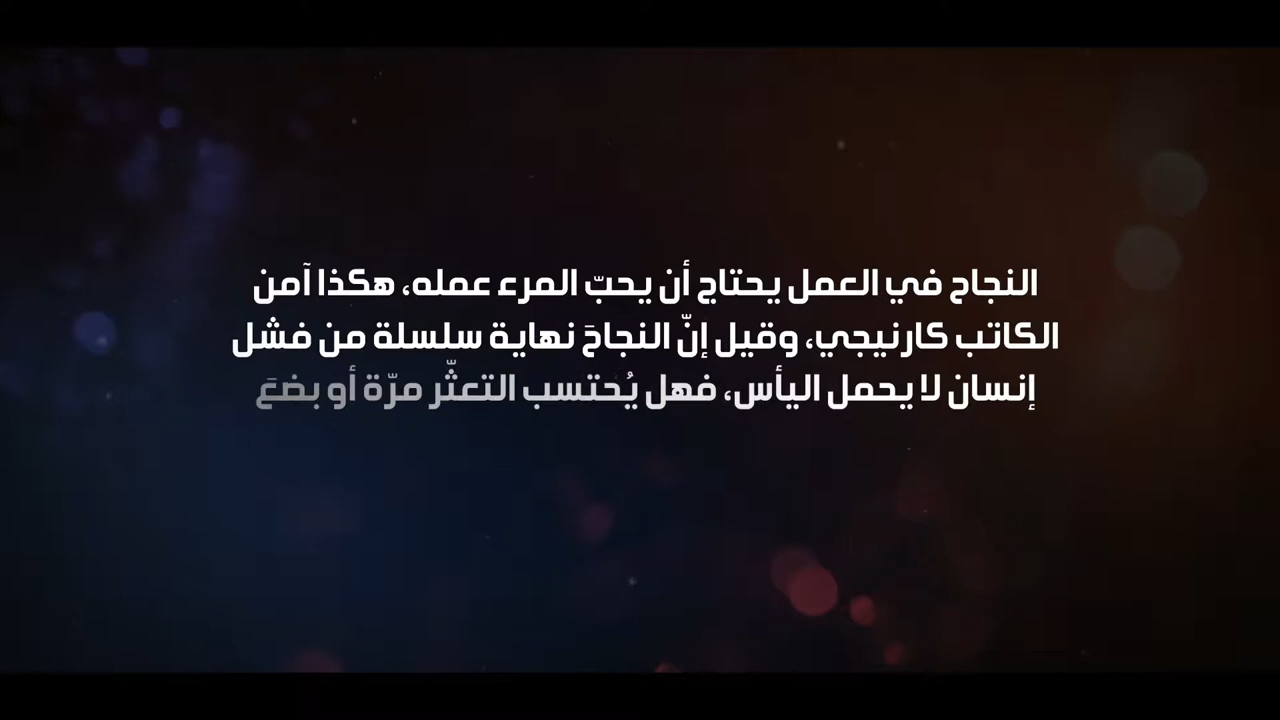 النجاح في العمل يحتاج أن يحبّ المرء عمله، هكذا آمن
الكاتب كارنيجي، وقيل إنّ النجاحَ نهاية سلسلة من فشل
إنسان لا يحمل اليأس، فهل يُحتسب التعثّر مرّة أو بضعَ